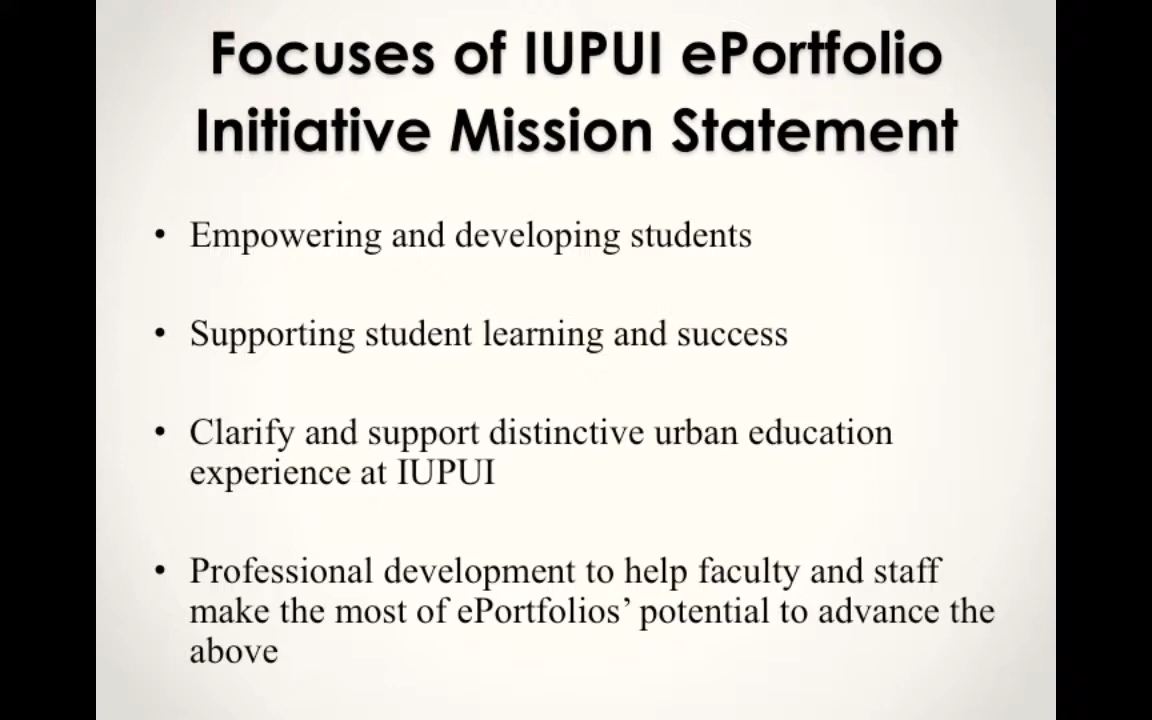 Focuses of IUPUI ePortfolio
Initiative Mission Statement
• Empowering and developing students
• Supporting student learning and success
• Clarify and support distinctive urban education
experience at IUPUI
• Professional development to help faculty and staff
make the most of ePortfolios’ potential to advance the
above